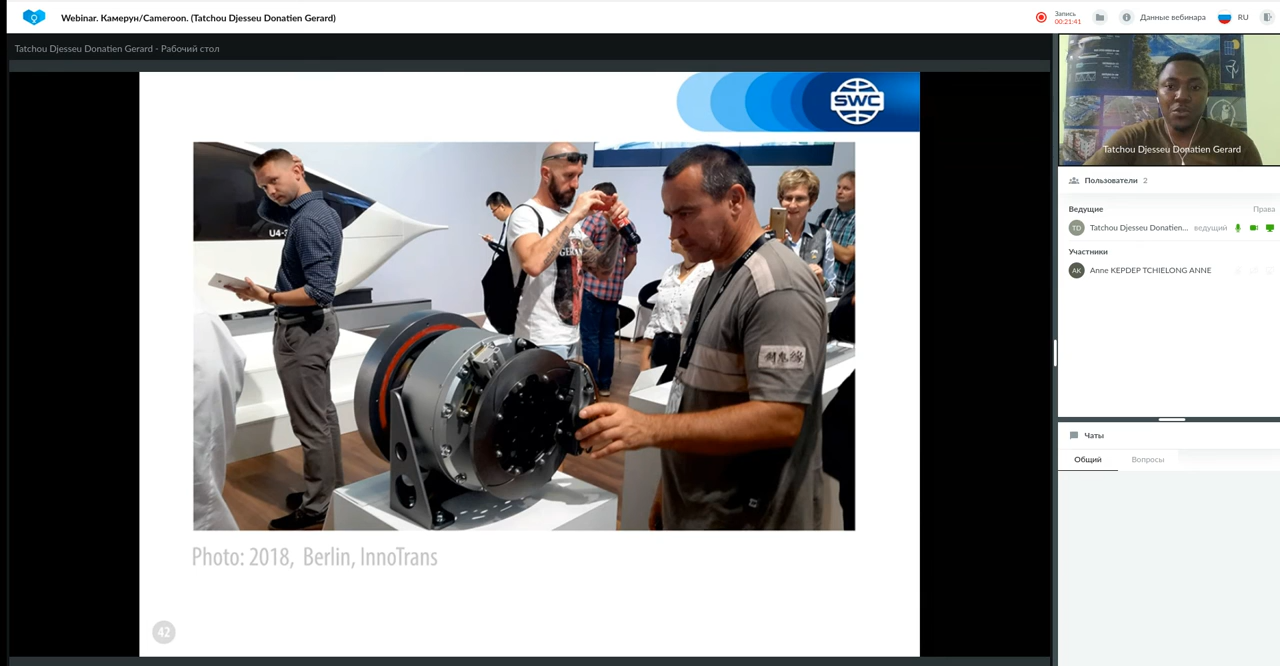 Webinar. Камерун/Cameroon. (Tatchou Djesseu Donatien Gerard)
Запись
00:21:41
Данные вебинара
RU
Tatchou Djesseu Donatien Gerard - Рабочий стол
SWC
U4-3
Photo: 2018, Berlin, InnoTrans
42
Tatchou Djesseu Donatien Gerard
Пользователи 2
Ведущие Права
TD Tatchou Djesseu Donatien... ведущий
Участники
AK Anne KEPDEP TCHIELONG ANNE
Чаты
Общий Вопросы